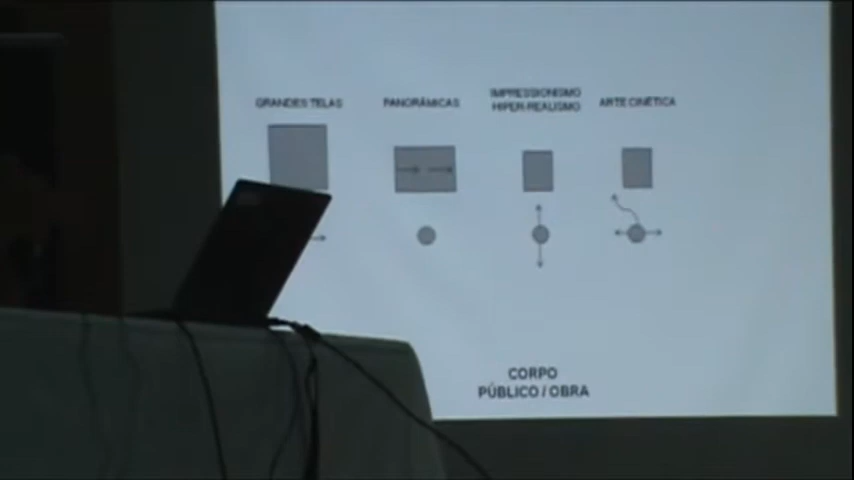 GRANDES TELAS
PANORÂMICAS
IMPRESSIONISMO
HIPER-REALISMO
ARTE CINÉTICA
CORPO
PÚBLICO / OBRA